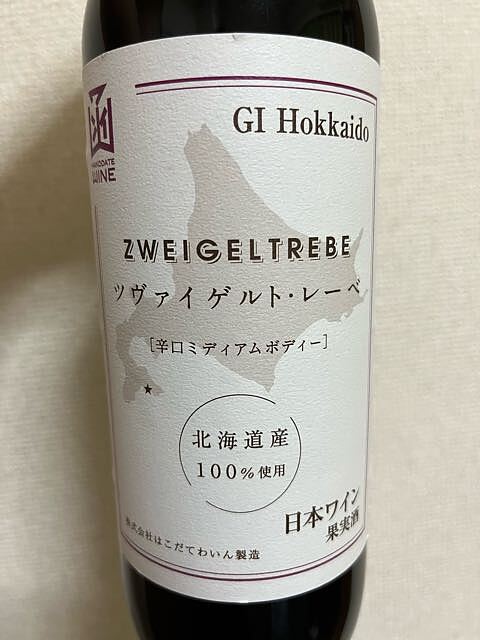 GI Hokkaido
函
HAKODATE
WINE
ZWEIGELTREBE
ツヴァイゲルト・レーベ
[辛口ミディアムボディー]
北海道産
100%使用
日本ワイン
果実酒
株式会社はこだてわいん製造